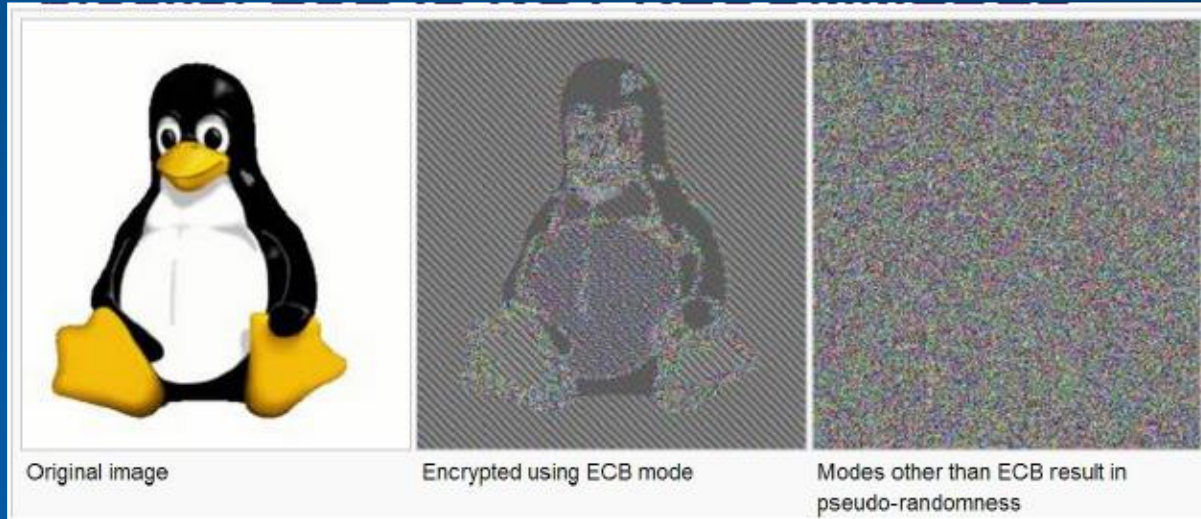 Original image
Encrypted using ECB mode
Modes other than ECB result in
pseudo-randomness